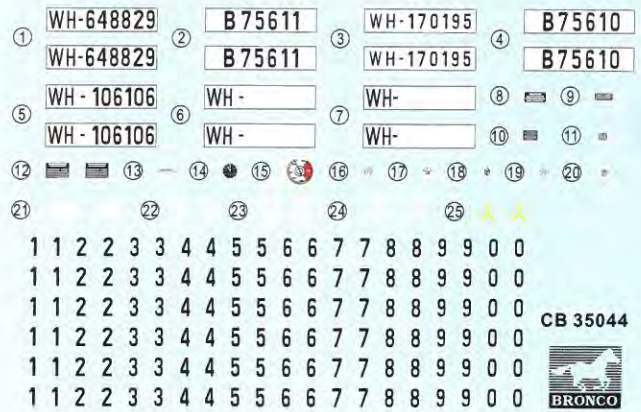 ① WH-648829 ② B 75611 ③ WH-170195 ④ B 75610
WH-648829 B 75611 WH-170195 B 75610
⑤ WH - 106106 ⑥ WH - ⑦ WH- ⑧ ⑨
WH - 106106 WH - WH- ⑩ ⑪
⑫ ⑬ ⑭ ⑮ ⑯ ⑰ ⑱ ⑲ ⑳
㉑ ㉒ ㉓ ㉔ ㉕
1 1 2 2 3 3 4 4 5 5 6 6 7 7 8 8 9 9 0 0
1 1 2 2 3 3 4 4 5 5 6 6 7 7 8 8 9 9 0 0
1 1 2 2 3 3 4 4 5 5 6 6 7 7 8 8 9 9 0 0
1 1 2 2 3 3 4 4 5 5 6 6 7 7 8 8 9 9 0 0
1 1 2 2 3 3 4 4 5 5 6 6 7 7 8 8 9 9 0 0
1 1 2 2 3 3 4 4 5 5 6 6 7 7 8 8 9 9 0 0
CB 35044
BRONCO